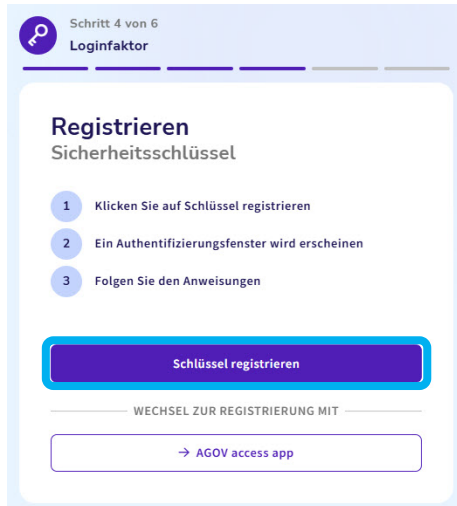 Schritt 4 von 6
Loginfaktor
Registrieren
Sicherheitsschlüssel
1 Klicken Sie auf Schlüssel registrieren
2 Ein Authentifizierungsfenster wird erscheinen
3 Folgen Sie den Anweisungen
Schlüssel registrieren
WECHSEL ZUR REGISTRIERUNG MIT
→ AGOV access app